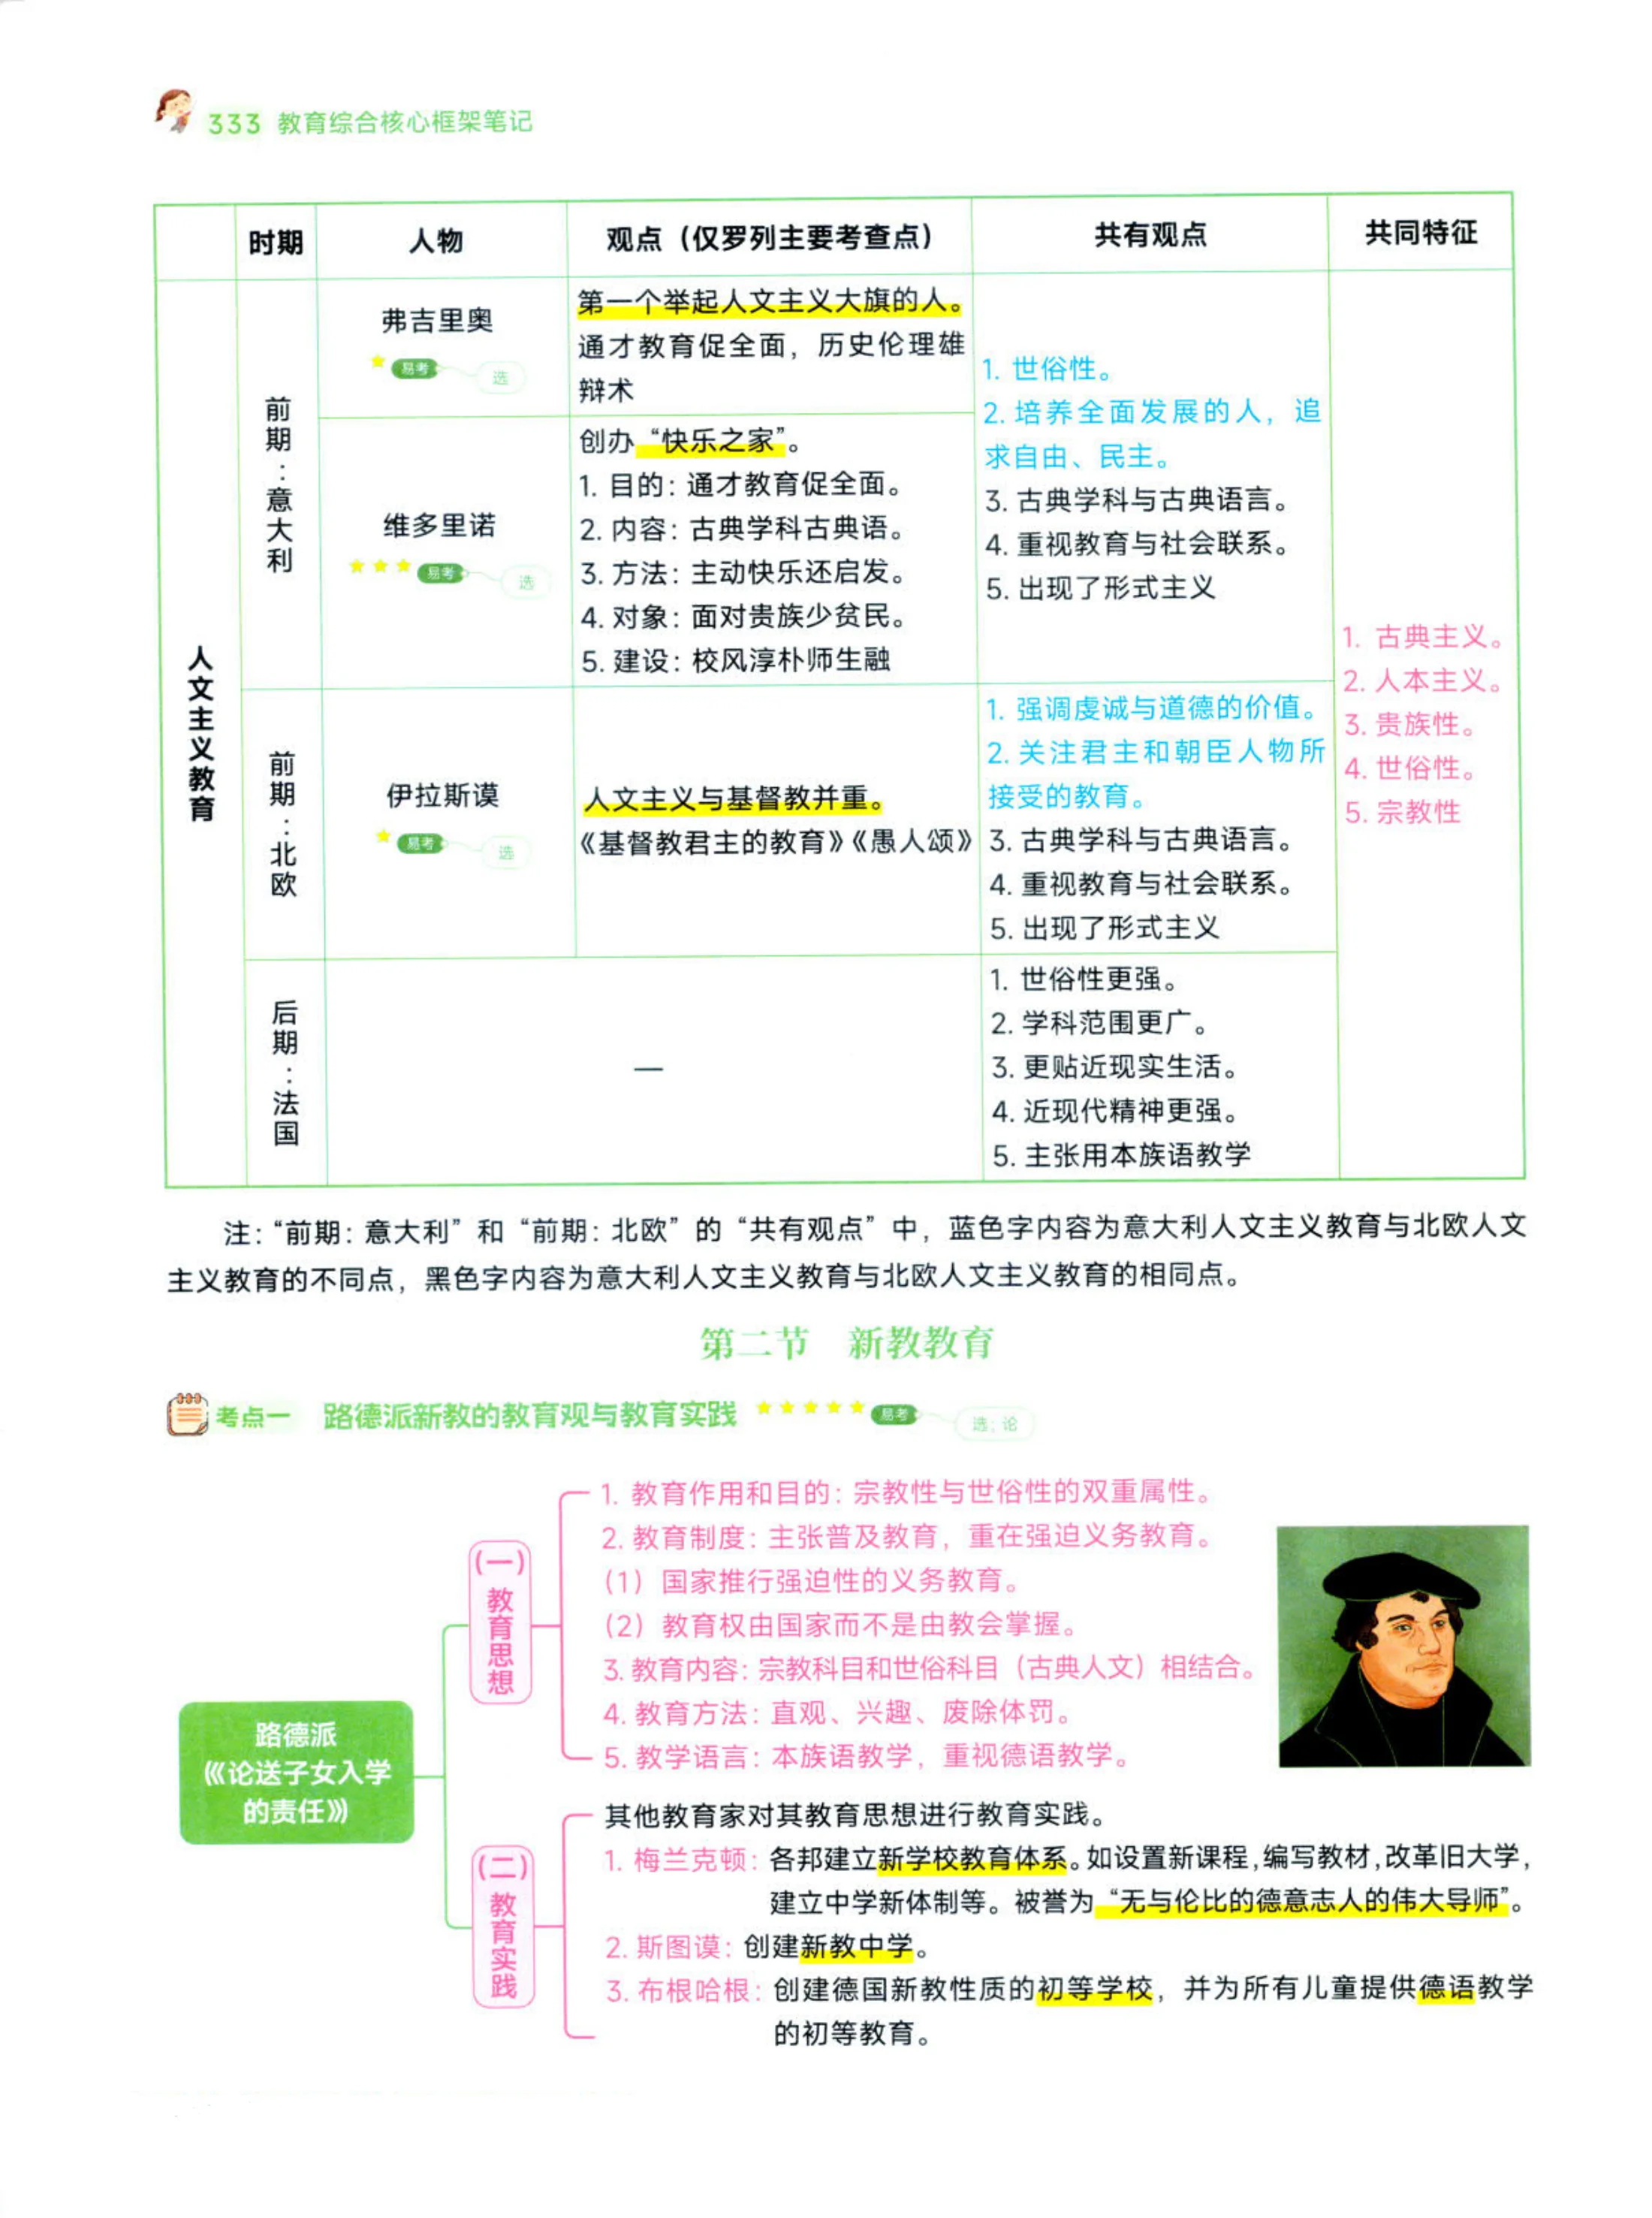 333 教育综合核心框架笔记
时期 人物 观点（仅罗列主要考查点） 共有观点 共同特征
人文主义教育
前期：意大利
弗吉里奥
易考 选
第一个举起人文主义大旗的人。
通才教育促全面，历史伦理雄
辩术
维多里诺
易考 选
创办“快乐之家”。
1. 目的：通才教育促全面。
2. 内容：古典学科古典语。
3. 方法：主动快乐还启发。
4. 对象：面对贵族少贫民。
5. 建设：校风淳朴师生融
1. 世俗性。
2. 培养全面发展的人，追
求自由、民主。
3. 古典学科与古典语言。
4. 重视教育与社会联系。
5. 出现了形式主义
前期：北欧
伊拉斯谟
易考 选
人文主义与基督教并重。
《基督教君主的教育》《愚人颂》
1. 强调虔诚与道德的价值。
2. 关注君主和朝臣人物所
接受的教育。
3. 古典学科与古典语言。
4. 重视教育与社会联系。
5. 出现了形式主义
后期：法国
—
1. 世俗性更强。
2. 学科范围更广。
3. 更贴近现实生活。
4. 近现代精神更强。
5. 主张用本族语教学
1. 古典主义。
2. 人本主义。
3. 贵族性。
4. 世俗性。
5. 宗教性
注：“前期：意大利”和“前期：北欧”的“共有观点”中，蓝色字内容为意大利人文主义教育与北欧人文
主义教育的不同点，黑色字内容为意大利人文主义教育与北欧人文主义教育的相同点。
第二节 新教教育
考点一 路德派新教的教育观与教育实践 易考 选；论
路德派
（《论送子女入学
的责任》）
（一）教育思想
1. 教育作用和目的：宗教性与世俗性的双重属性。
2. 教育制度：主张普及教育，重在强迫义务教育。
（1）国家推行强迫性的义务教育。
（2）教育权由国家而不是由教会掌握。
3. 教育内容：宗教科目和世俗科目（古典人文）相结合。
4. 教育方法：直观、兴趣、废除体罚。
5. 教学语言：本族语教学，重视德语教学。
（二）教育实践
其他教育家对其教育思想进行教育实践。
1. 梅兰克顿：各邦建立新学校教育体系。如设置新课程，编写教材，改革旧大学，
建立中学新体制等。被誉为“无与伦比的德意志人的伟大导师”。
2. 斯图谟：创建新教中学。
3. 布根哈根：创建德国新教性质的初等学校，并为所有儿童提供德语教学
的初等教育。